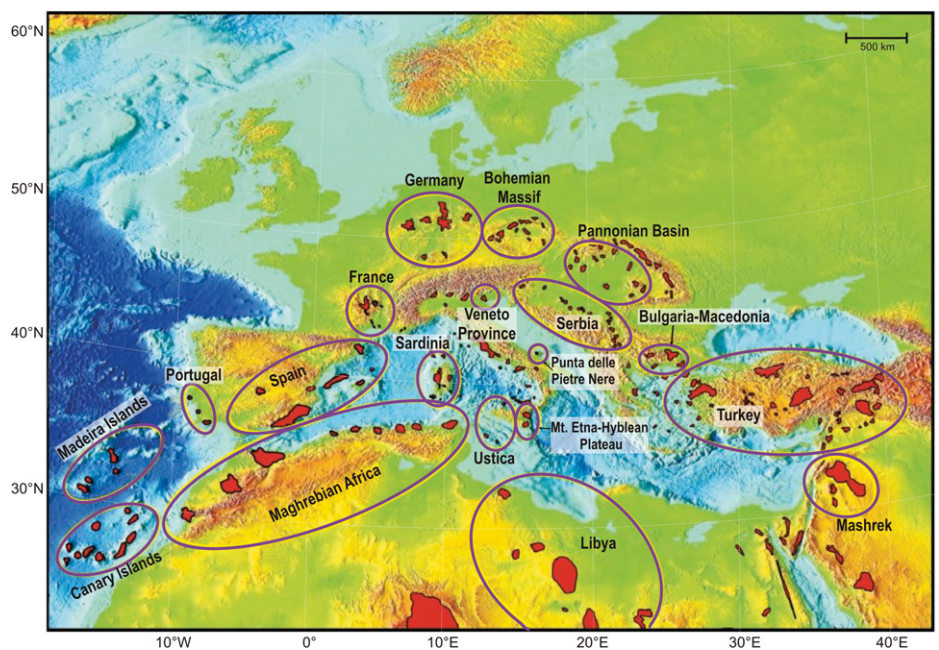 60°N
500 km
50°N
Germany
Bohemian
Massif
Pannonian Basin
France
Veneto
Province
Serbia
Bulgaria-Macedonia
40°N
Sardinia
Punta delle
Pietre Nere
Portugal
Spain
Turkey
Madeira Islands
Mt. Etna-Hyblean
Plateau
Ustica
30°N
Maghrebian Africa
Mashrek
Libya
Canary Islands
10°W
0°
10°E
20°E
30°E
40°E